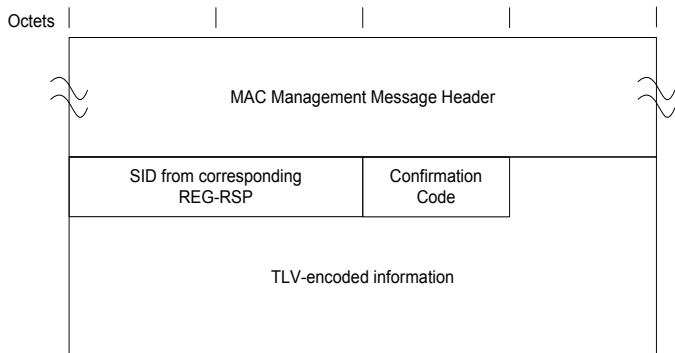 Octets
MAC Management Message Header
SID from corresponding
REG-RSP
Confirmation
Code
TLV-encoded information